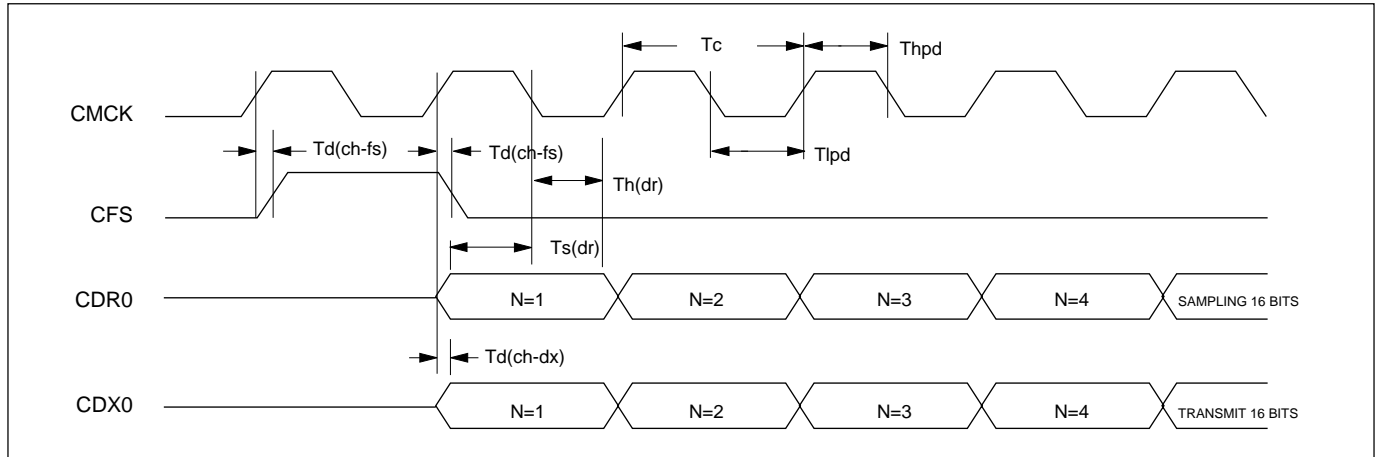 Tc
Thpd
CMCK
Td(ch-fs)
Td(ch-fs)
Tlpd
Th(dr)
CFS
Ts(dr)
CDR0
N=1
N=2
N=3
N=4
SAMPLING 16 BITS
Td(ch-dx)
CDX0
N=1
N=2
N=3
N=4
TRANSMIT 16 BITS